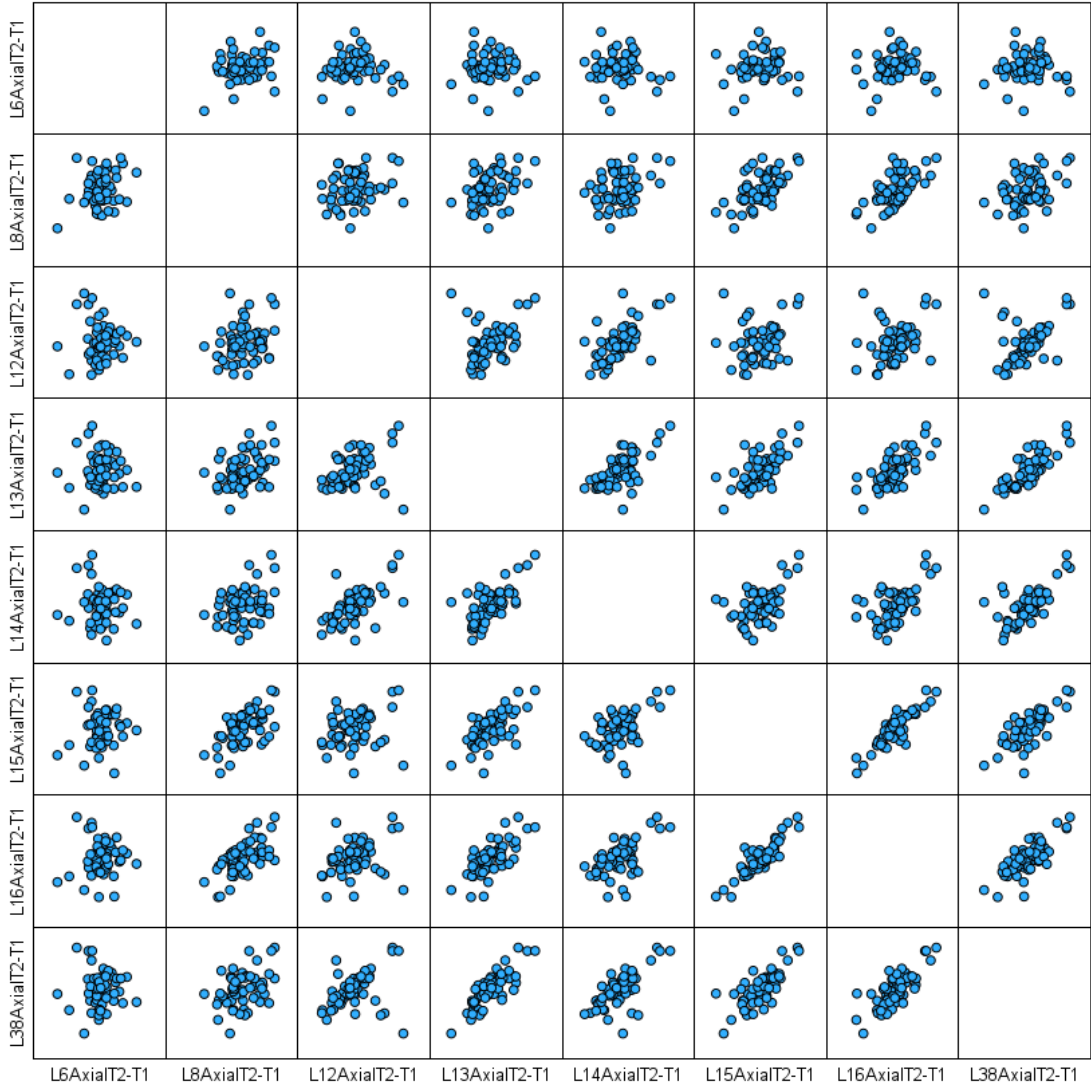 L6AxialT2-T1
L8AxialT2-T1
L12AxialT2-T1
L13AxialT2-T1
L14AxialT2-T1
L15AxialT2-T1
L16AxialT2-T1
L38AxialT2-T1
L6AxialT2-T1 L8AxialT2-T1 L12AxialT2-T1 L13AxialT2-T1 L14AxialT2-T1 L15AxialT2-T1 L16AxialT2-T1 L38AxialT2-T1